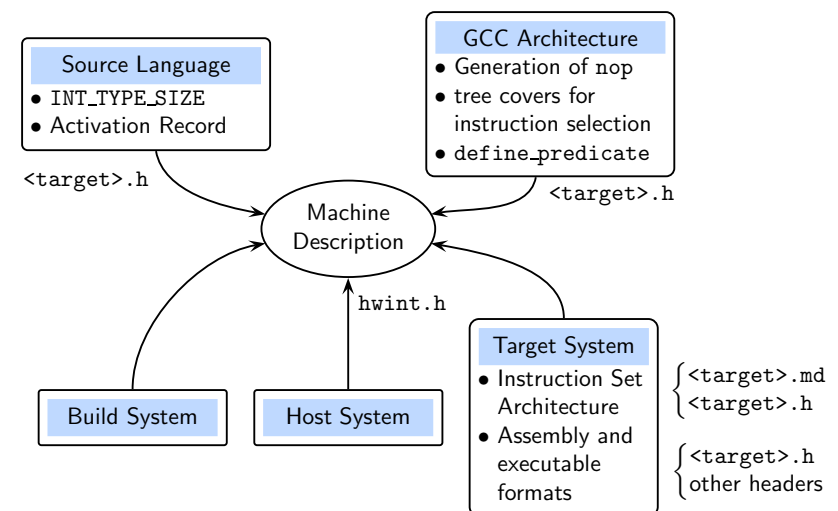 Source Language
• INT_TYPE_SIZE
• Activation Record
<target>.h
GCC Architecture
• Generation of nop
• tree covers for
instruction selection
• define_predicate
<target>.h
Machine
Description
hwint.h
Build System
Host System
Target System
• Instruction Set
Architecture
• Assembly and
executable
formats
<target>.md
<target>.h
<target>.h
other headers